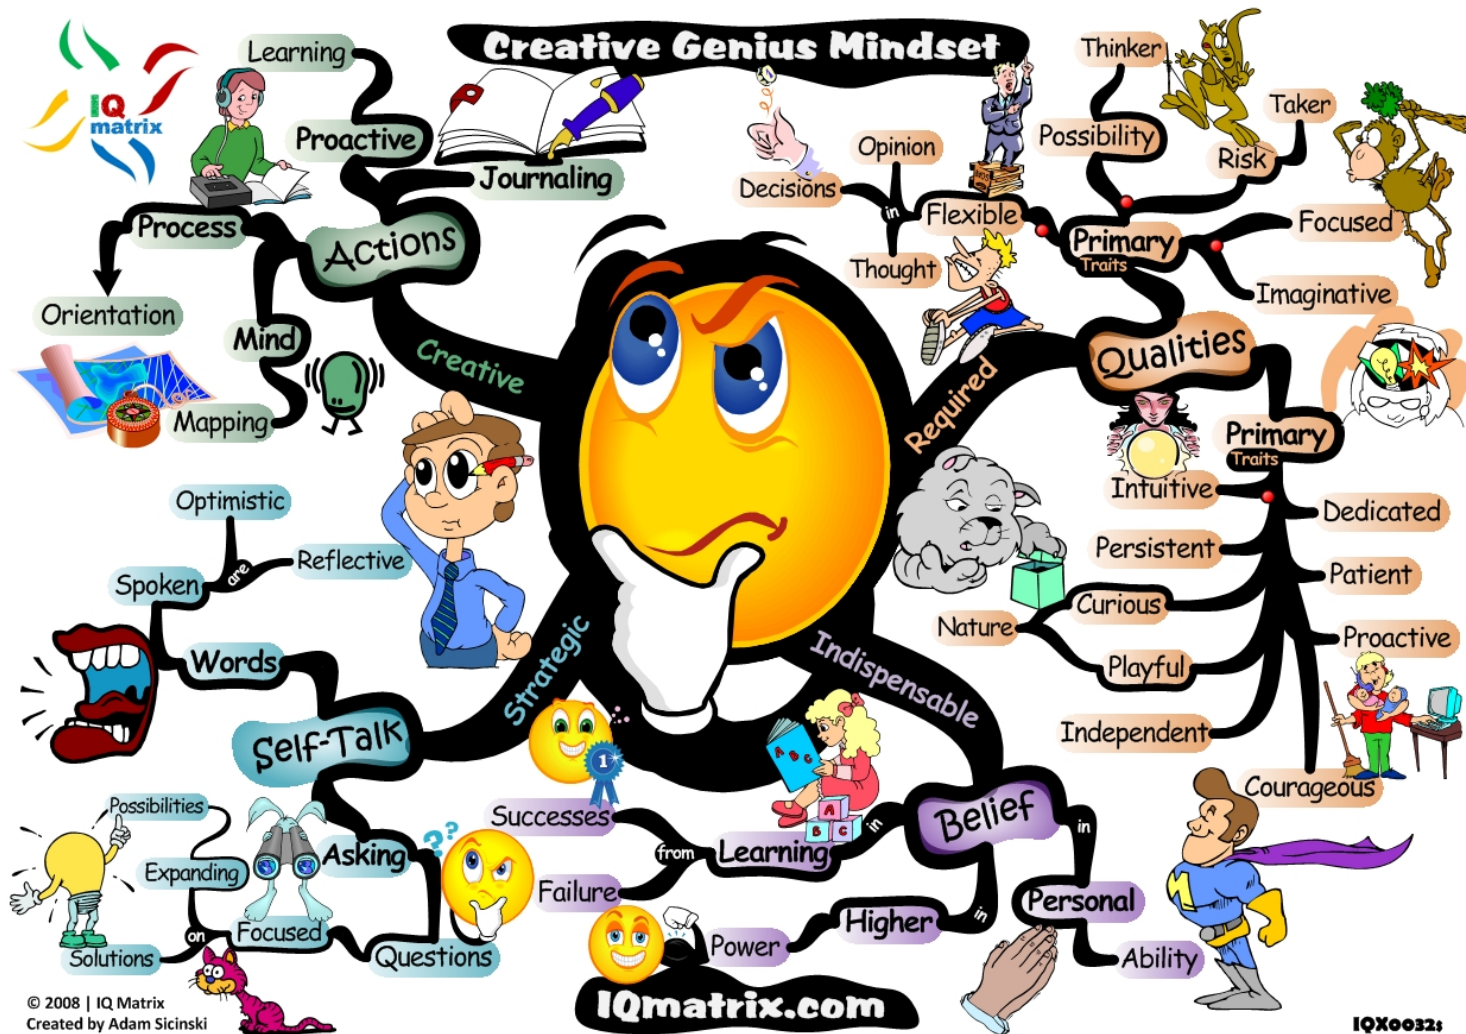 Creative Genius Mindset
IQ
matrix
Learning
Proactive
Journaling
Process
Actions
Orientation
Mind
Mapping
Creative
Opinion
Decisions
in
Flexible
Thought
Thinker
Possibility
Taker
Risk
Primary
Traits
Focused
Imaginative
Required
Qualities
Primary
Traits
Intuitive
Dedicated
Persistent
Patient
Curious
Nature
Playful
Proactive
Independent
Courageous
Optimistic
Reflective
are
Spoken
Words
Strategic
Self-Talk
Possibilities
Expanding
Asking
on
Focused
Solutions
Questions
???
Indispensable
Belief
in
Learning
from
Successes
Failure
1
A B C
A
B C
in
Higher
Power
in
Personal
Ability
M
IQmatrix.com
© 2008 | IQ Matrix
Created by Adam Sicinski
IQX0032s